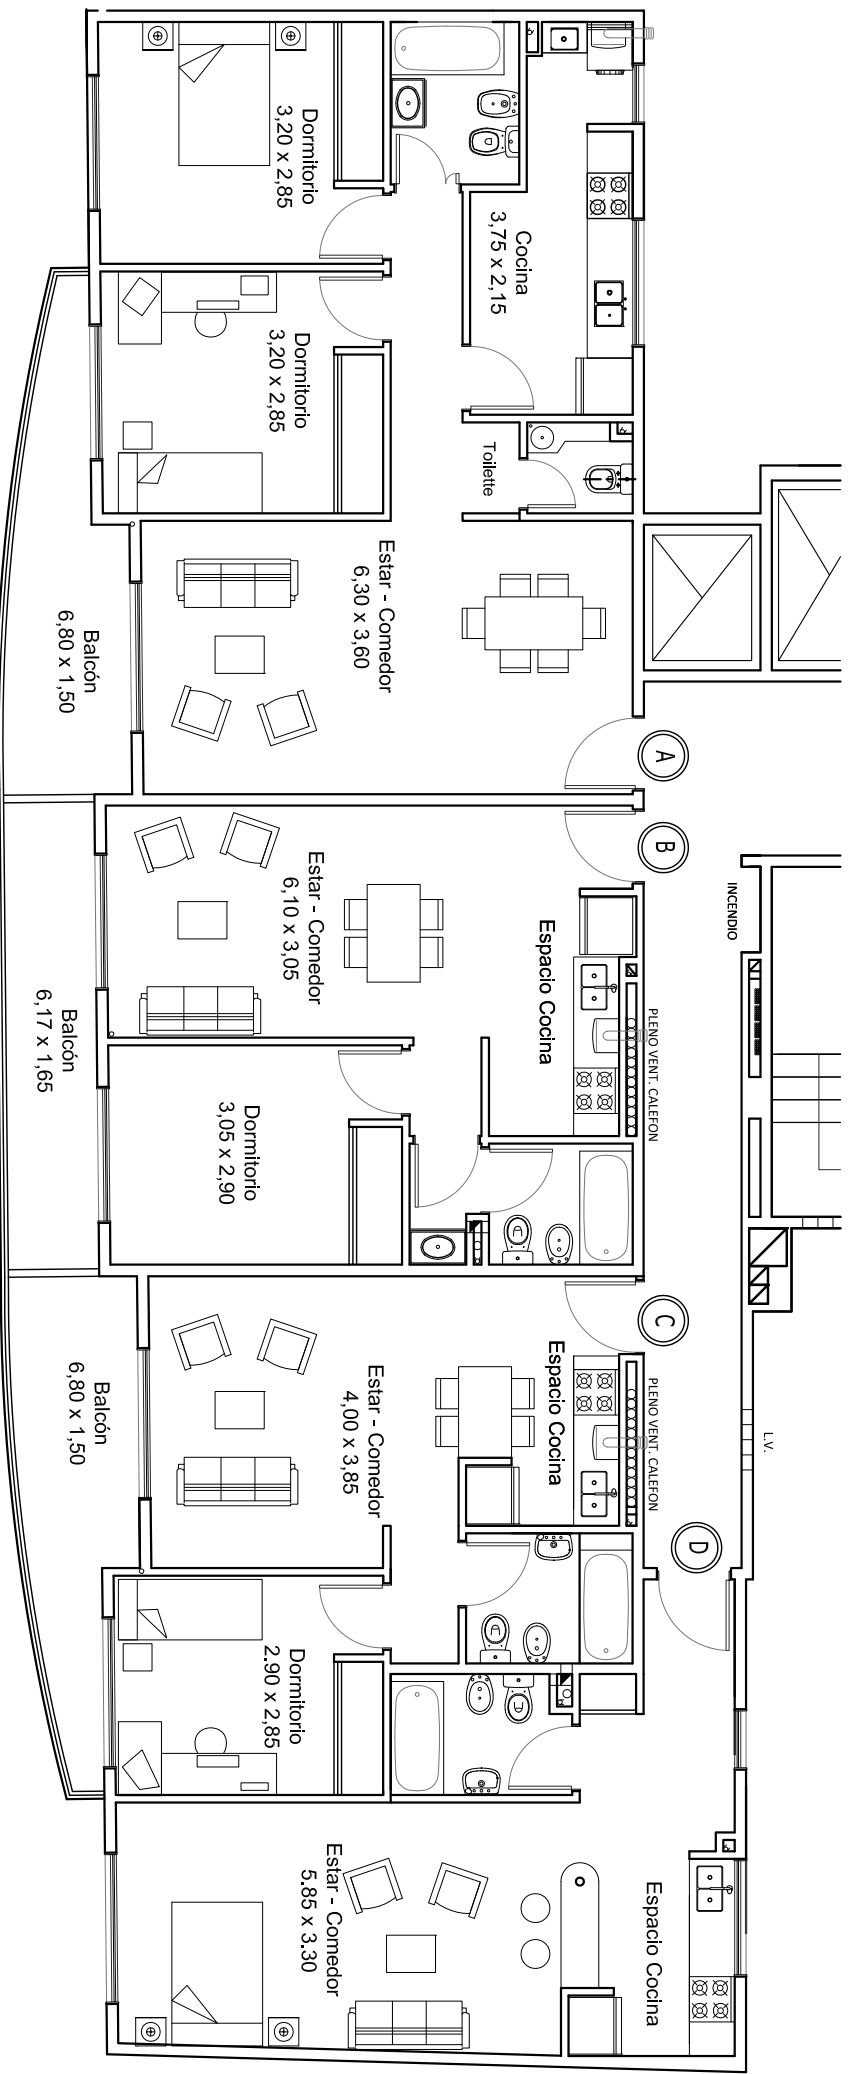 Dormitorio
3,20 x 2,85
Cocina
3,75 x 2,15
Dormitorio
3,20 x 2,85
Toilette
Estar - Comedor
6,30 x 3,60
Balcón
6,80 x 1,50
A
B
INCENDIO
Estar - Comedor
6,10 x 3,05
Espacio Cocina
PLENO VENT. CALEFON
Balcón
6,17 x 1,65
Dormitorio
3,05 x 2,90
C
Espacio Cocina
PLENO VENT. CALEFON
L.V.
Estar - Comedor
4,00 x 3,85
Balcón
6,80 x 1,50
D
Dormitorio
2.90 x 2,85
Estar - Comedor
5.85 x 3.30
Espacio Cocina